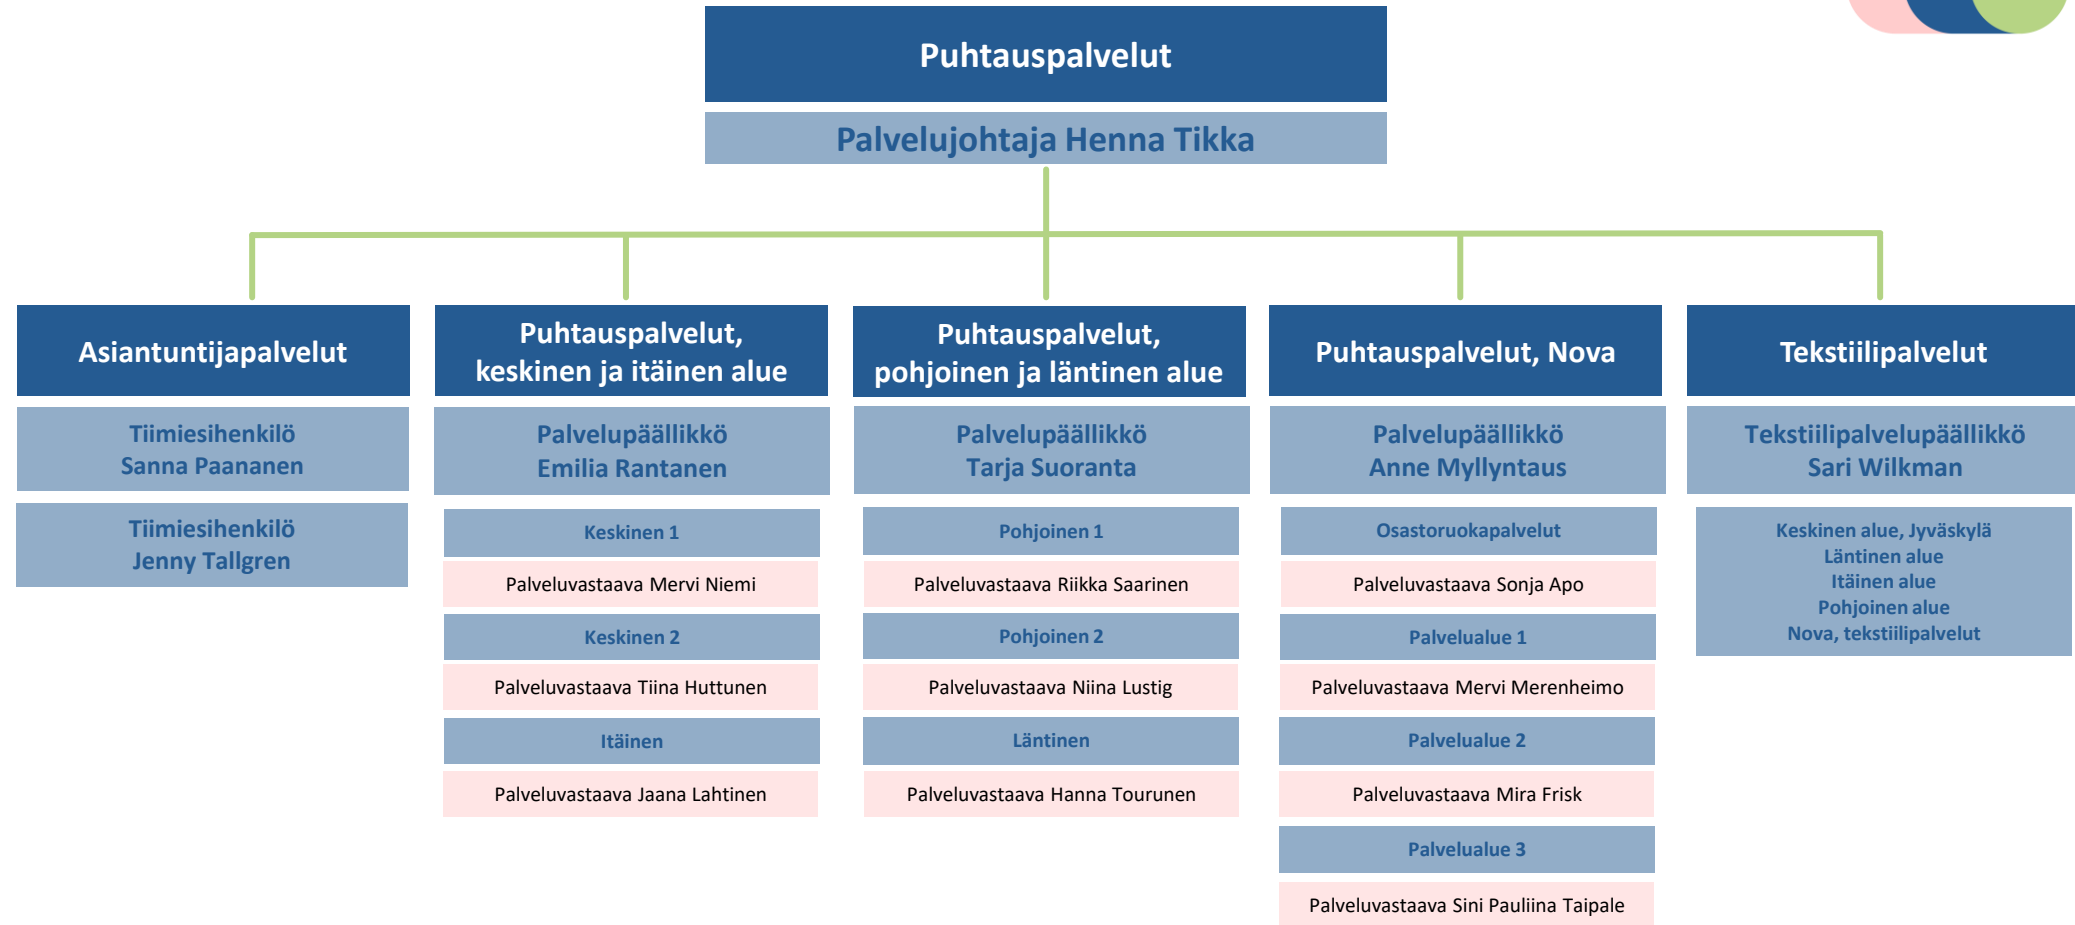 Puhtauspalvelut
Palvelujohtaja Henna Tikka
Asiantuntijapalvelut
Tiimiesihenkilö
Sanna Paananen
Tiimiesihenkilö
Jenny Tallgren
Puhtauspalvelut,
keskinen ja itäinen alue
Palvelupäällikkö
Emilia Rantanen
Keskinen 1
Palveluvastaava Mervi Niemi
Keskinen 2
Palveluvastaava Tiina Huttunen
Itäinen
Palveluvastaava Jaana Lahtinen
Puhtauspalvelut,
pohjoinen ja läntinen alue
Palvelupäällikkö
Tarja Suoranta
Pohjoinen 1
Palveluvastaava Riikka Saarinen
Pohjoinen 2
Palveluvastaava Niina Lustig
Läntinen
Palveluvastaava Hanna Tourunen
Puhtauspalvelut, Nova
Palvelupäällikkö
Anne Myllyntaus
Osastoruokapalvelut
Palveluvastaava Sonja Apo
Palvelualue 1
Palveluvastaava Mervi Merenheimo
Palvelualue 2
Palveluvastaava Mira Frisk
Palvelualue 3
Palveluvastaava Sini Pauliina Taipale
Tekstiilipalvelut
Tekstiilipalvelupäällikkö
Sari Wilkman
Keskinen alue, Jyväskylä
Läntinen alue
Itäinen alue
Pohjoinen alue
Nova, tekstiilipalvelut